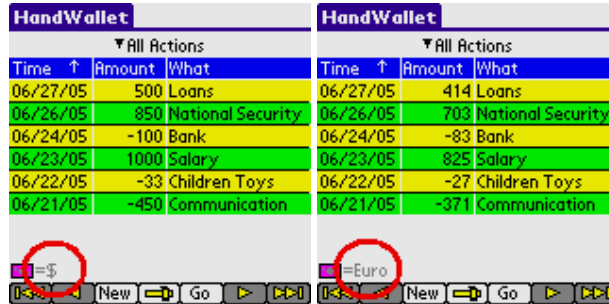 HandWallet
▼All Actions
Time ↑ Amount What
06/27/05 500 Loans
06/26/05 850 National Security
06/24/05 -100 Bank
06/23/05 1000 Salary
06/22/05 -33 Children Toys
06/21/05 -450 Communication
=$
New Go
HandWallet
▼All Actions
Time ↑ Amount What
06/27/05 414 Loans
06/26/05 703 National Security
06/24/05 -83 Bank
06/23/05 825 Salary
06/22/05 -27 Children Toys
06/21/05 -371 Communication
=Euro
New Go